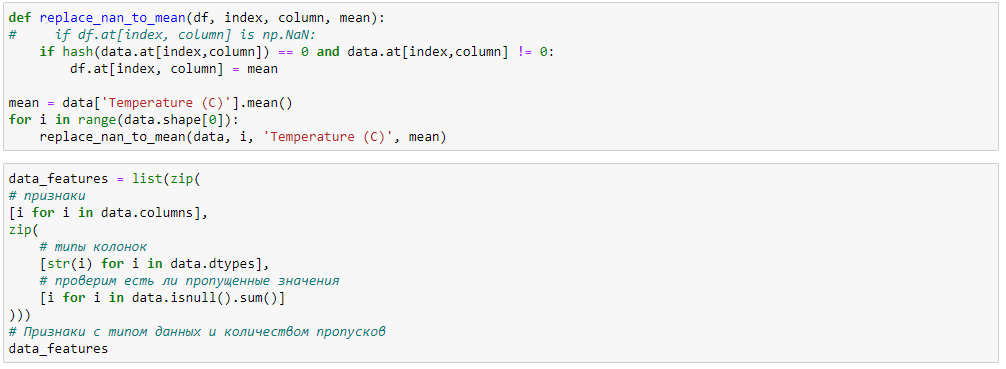 def replace_nan_to_mean(df, index, column, mean):
#     if df.at[index, column] is np.NaN:
    if hash(data.at[index,column]) == 0 and data.at[index,column] != 0:
        df.at[index, column] = mean

mean = data['Temperature (C)'].mean()
for i in range(data.shape[0]):
    replace_nan_to_mean(data, i, 'Temperature (C)', mean)

data_features = list(zip(
# признаки
[i for i in data.columns],
zip(
    # типы колонок
    [str(i) for i in data.dtypes],
    # проверим есть ли пропущенные значения
    [i for i in data.isnull().sum()]
)))
# Признаки с типом данных и количеством пропусков
data_features